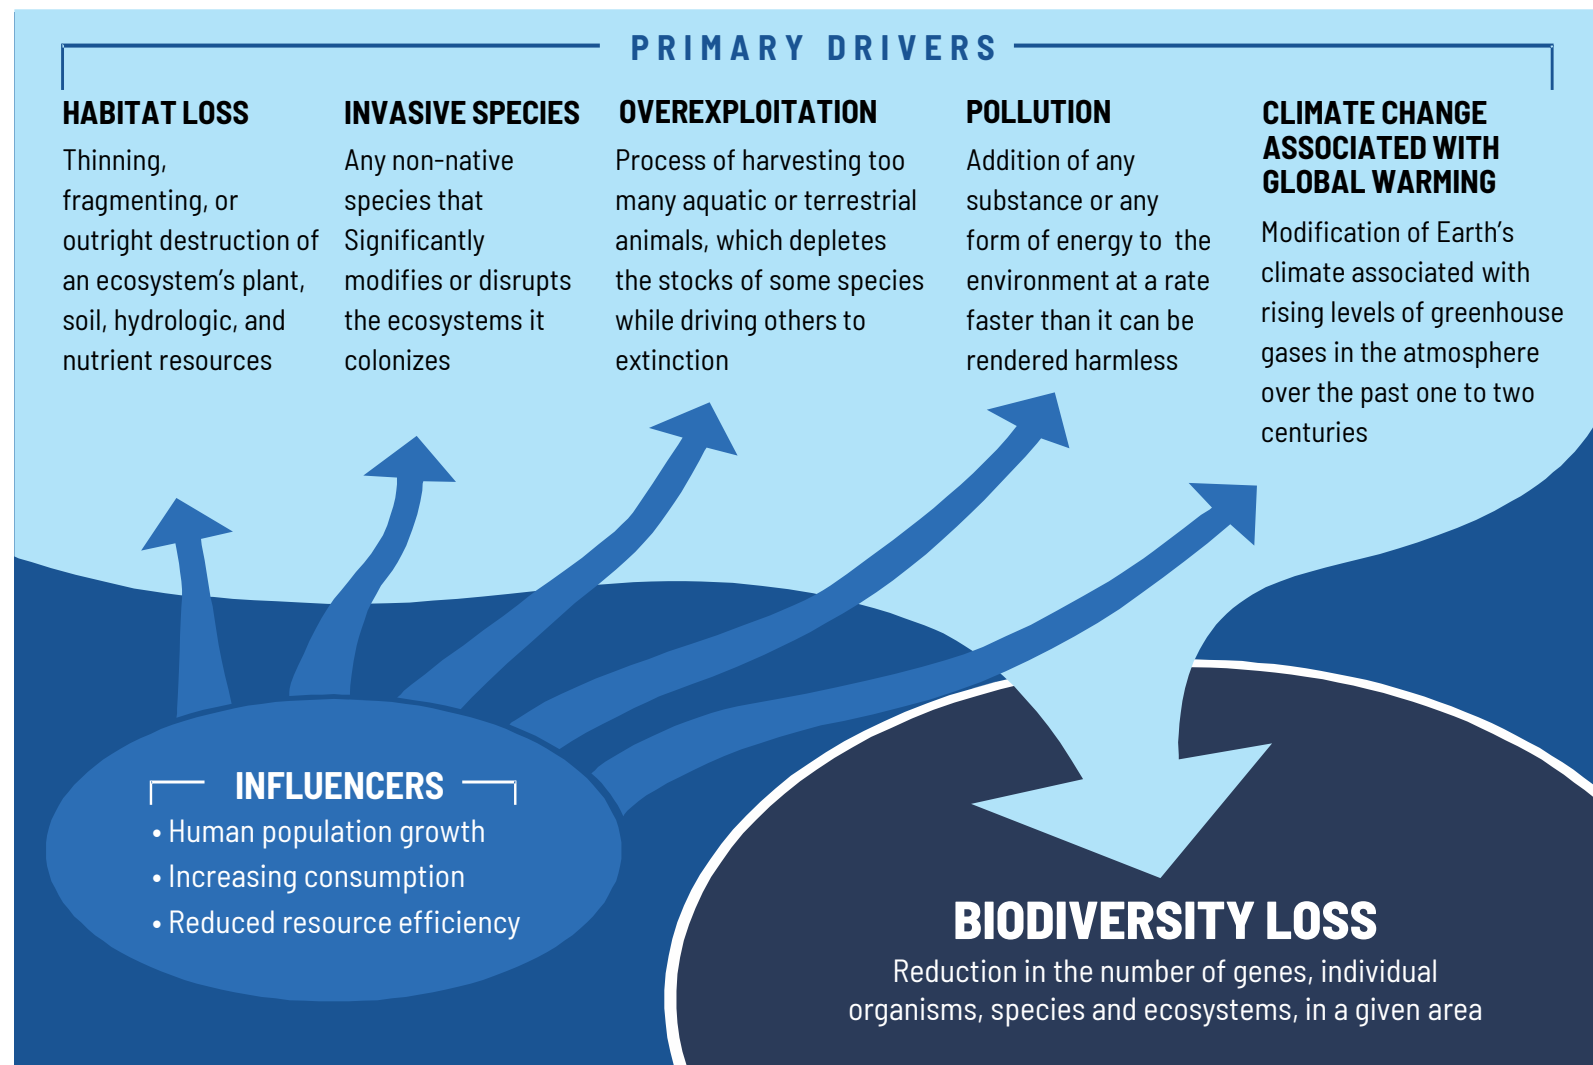 PRIMARY DRIVERS
HABITAT LOSS
Thinning,
fragmenting, or
outright destruction of
an ecosystem's plant,
soil, hydrologic, and
nutrient resources
INVASIVE SPECIES
Any non-native
species that
Significantly
modifies or disrupts
the ecosystems it
colonizes
OVEREXPLOITATION
Process of harvesting too
many aquatic or terrestrial
animals, which depletes
the stocks of some species
while driving others to
extinction
POLLUTION
Addition of any
substance or any
form of energy to the
environment at a rate
faster than it can be
rendered harmless
CLIMATE CHANGE
ASSOCIATED WITH
GLOBAL WARMING
Modification of Earth's
climate associated with
rising levels of greenhouse
gases in the atmosphere
over the past one to two
centuries
INFLUENCERS
• Human population growth
• Increasing consumption
• Reduced resource efficiency
BIODIVERSITY LOSS
Reduction in the number of genes, individual
organisms, species and ecosystems, in a given area